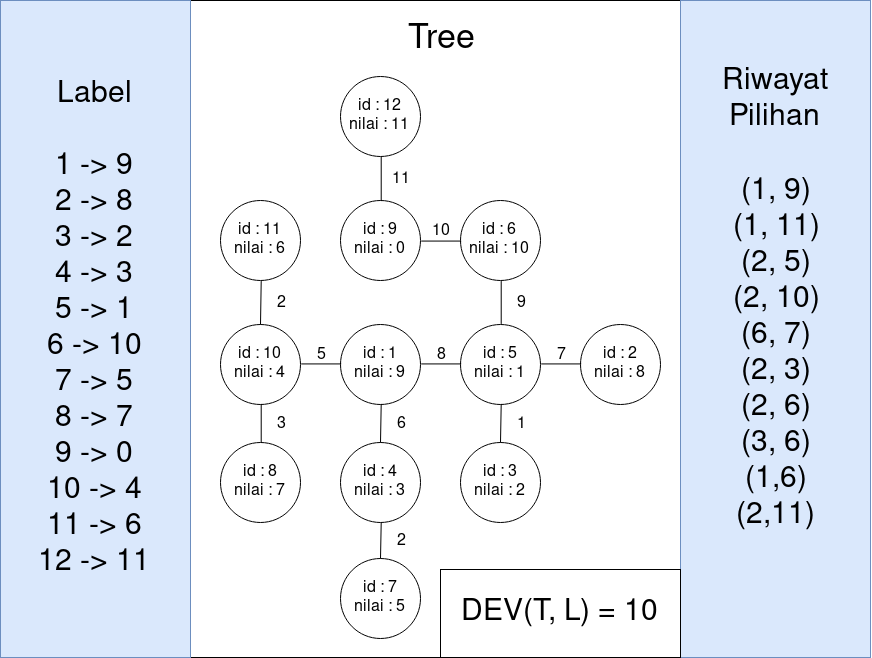 Label
1 -> 9
2 -> 8
3 -> 2
4 -> 3
5 -> 1
6 -> 10
7 -> 5
8 -> 7
9 -> 0
10 -> 4
11 -> 6
12 -> 11
Tree
id : 12
nilai : 11
11
id : 11
nilai : 6
id : 9
nilai : 0
10
id : 6
nilai : 10
2
9
id : 10
nilai : 4
5
id : 1
nilai : 9
8
id : 5
nilai : 1
7
id : 2
nilai : 8
3
6
1
id : 8
nilai : 7
id : 4
nilai : 3
id : 3
nilai : 2
2
id : 7
nilai : 5
DEV(T, L) = 10
Riwayat
Pilihan
(1, 9)
(1, 11)
(2, 5)
(2, 10)
(6, 7)
(2, 3)
(2, 6)
(3, 6)
(1,6)
(2,11)